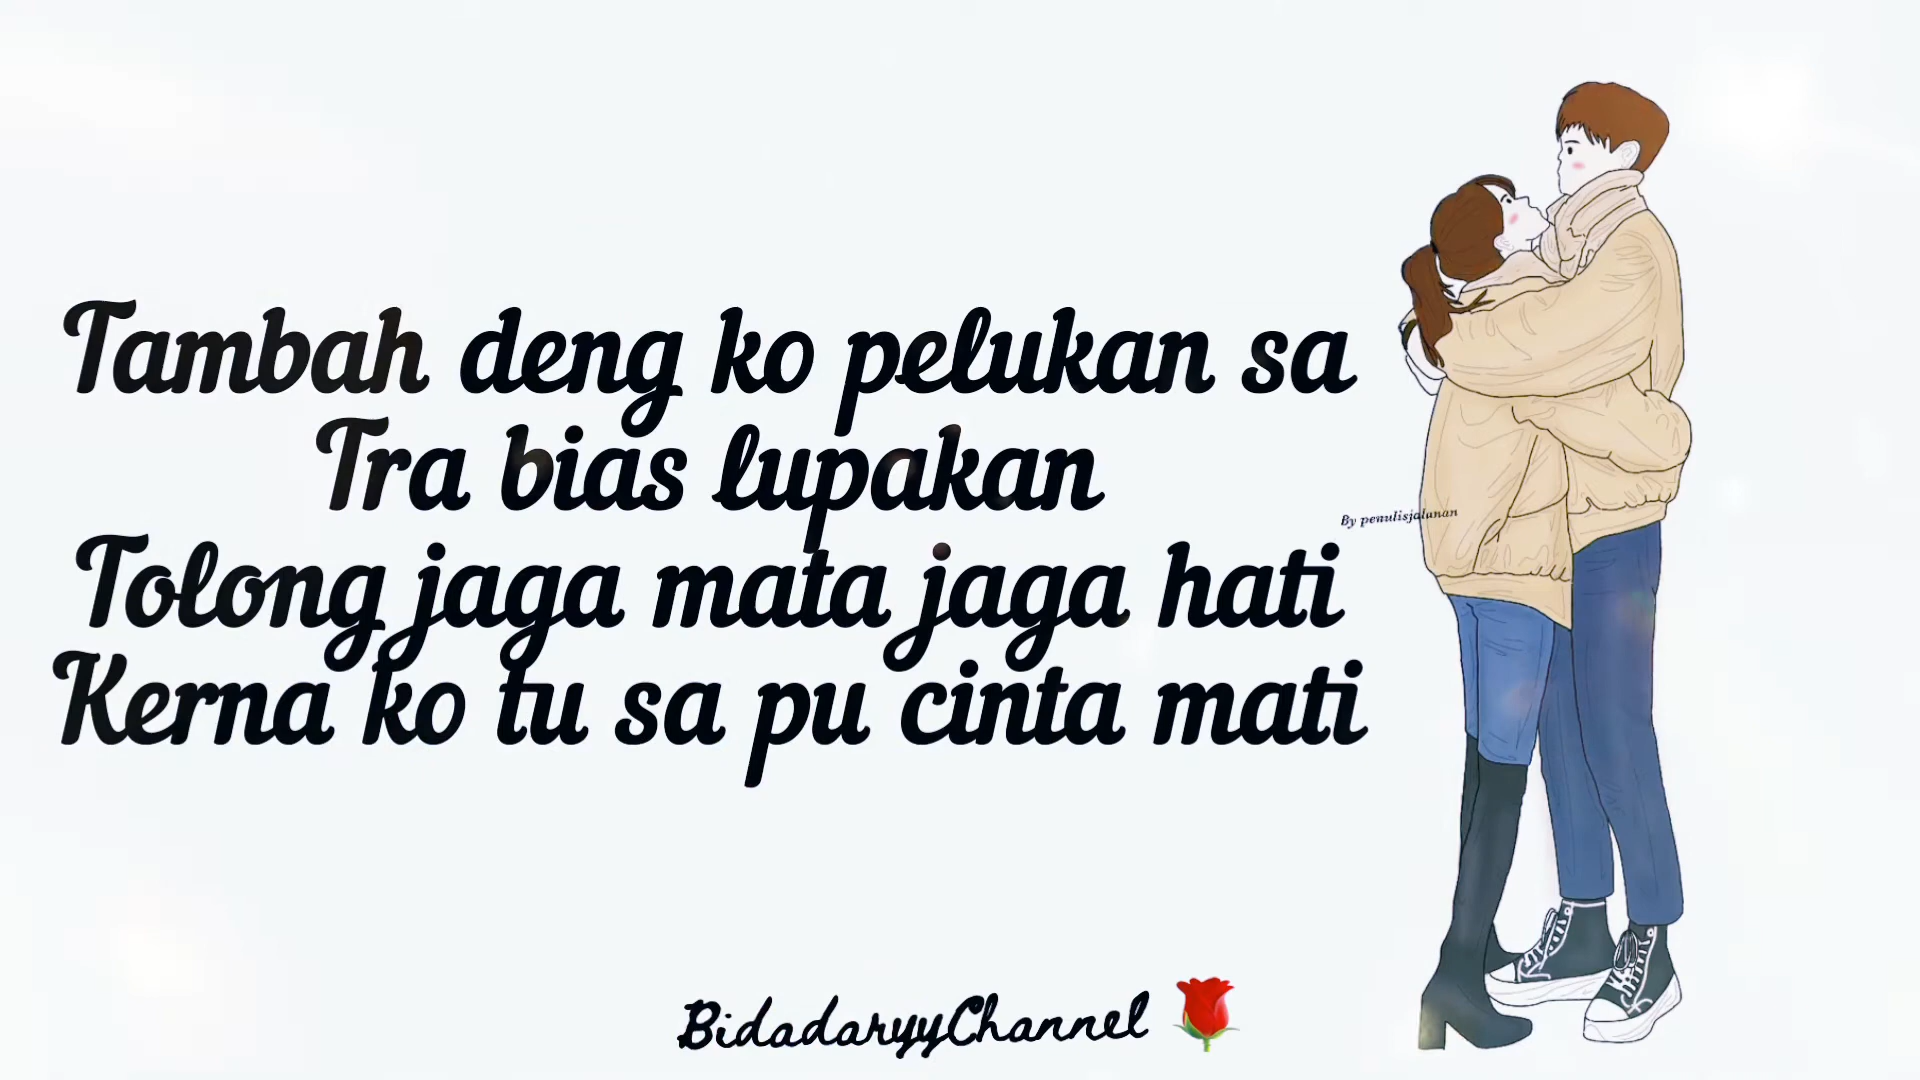 Tambah deng ko pelukan sa
Tra bias lupakan
Tolong jaga mata jaga hati
Kerna ko tu sa pu cinta mati
By penulisjalanan
BidadaryyChannel